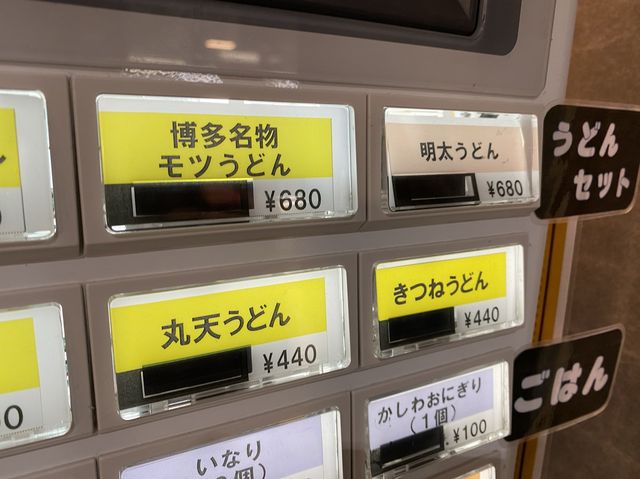 博多名物
モツうどん
¥680
明太うどん
¥680
うどん
セット
丸天うどん
¥440
きつねうどん
¥440
ごはん
かしわおにぎり
(1個)
¥100
いなり
個)